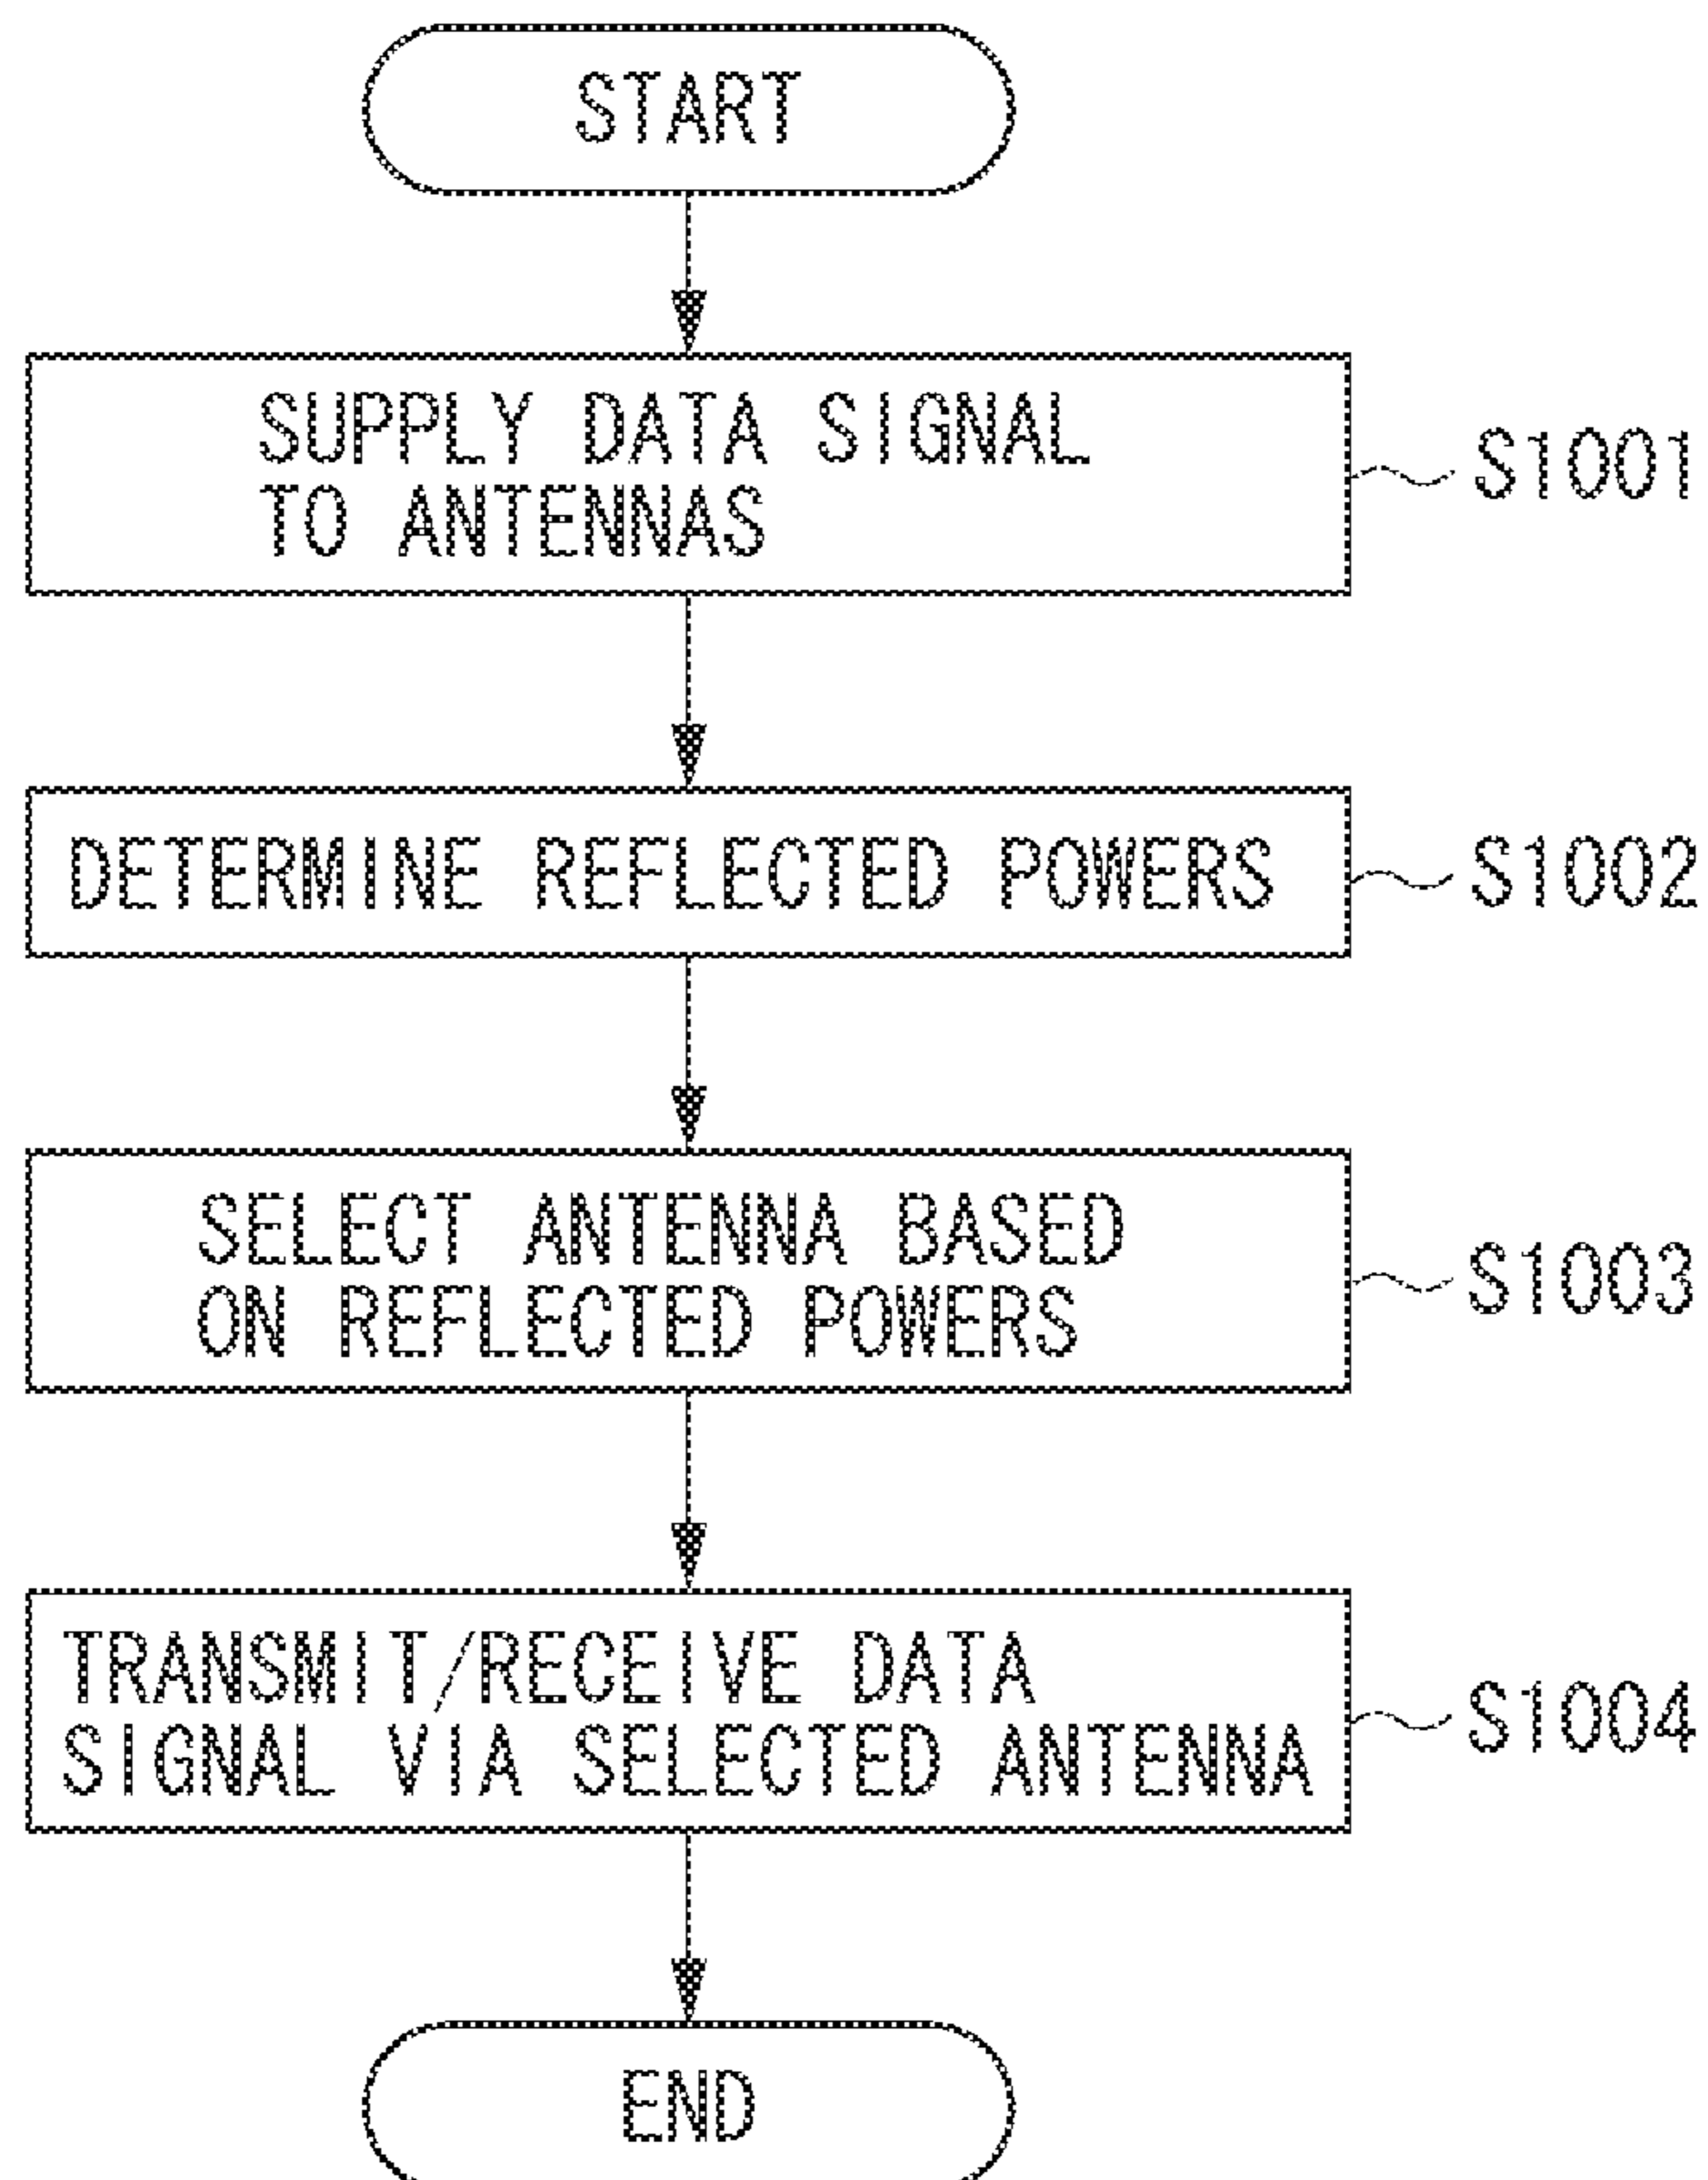 START
SUPPLY DATA SIGNAL
TO ANTENNAS
S1001
DETERMINE REFLECTED POWERS
S1002
SELECT ANTENNA BASED
ON REFLECTED POWERS
S1003
TRANSMIT/RECEIVE DATA
SIGNAL VIA SELECTED ANTENNA
S1004
END